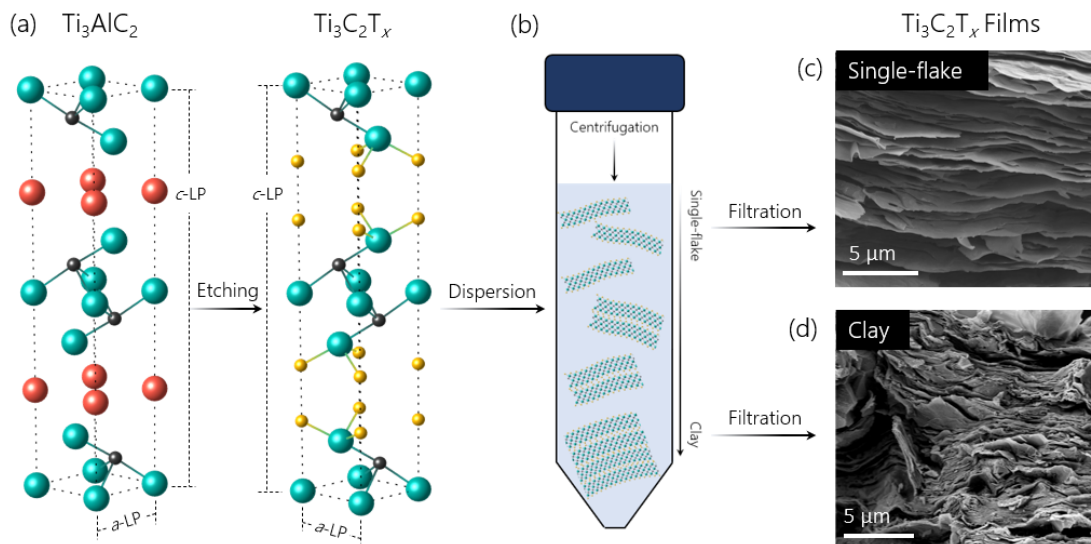 (a)
Ti₃AlC₂
Ti₃C₂Tₓ
(b)
Ti₃C₂Tₓ Films
c-LP
c-LP
a-LP
a-LP
Etching
Dispersion
Centrifugation
Single-flake
Clay
Filtration
Filtration
(c)
Single-flake
5 µm
(d)
Clay
5 µm